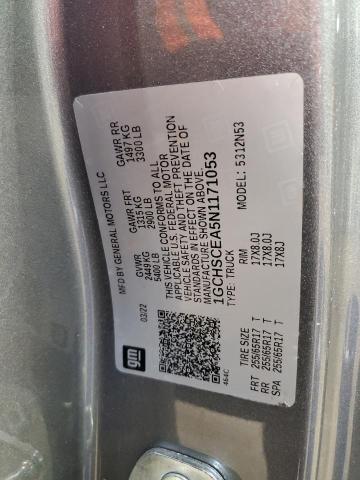 MFD BY GENERAL MOTORS LLC
03/22
GVWR GAWR FRT GAWR RR
2449 KG 1315 KG 1497 KG
5400 LB 2900 LB 3300 LB
THIS VEHICLE CONFORMS TO ALL
APPLICABLE U.S. FEDERAL MOTOR
VEHICLE SAFETY AND THEFT PREVENTION
STANDARDS IN EFFECT ON THE DATE OF
MANUFACTURE SHOWN ABOVE.
1GCHSCEA5N1171053
TYPE: TRUCK MODEL: 5312N53
TIRE SIZE RIM
FRT 255/65R17 T 17X8.0J
RR 255/65R17 T 17X8.0J
SPA 255/65R17 T 17X8J
gm
464C